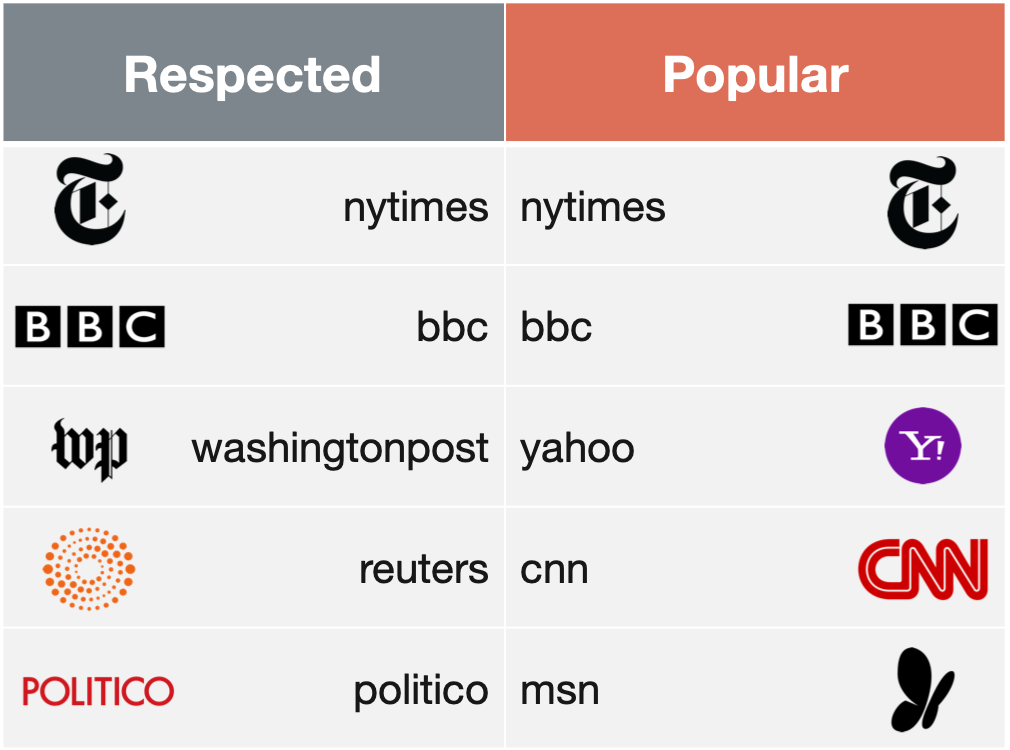 Respected Popular
T nytimes nytimes T
BBC bbc bbc BBC
wp washingtonpost yahoo Y!
reuters cnn CNN
POLITICO politico msn